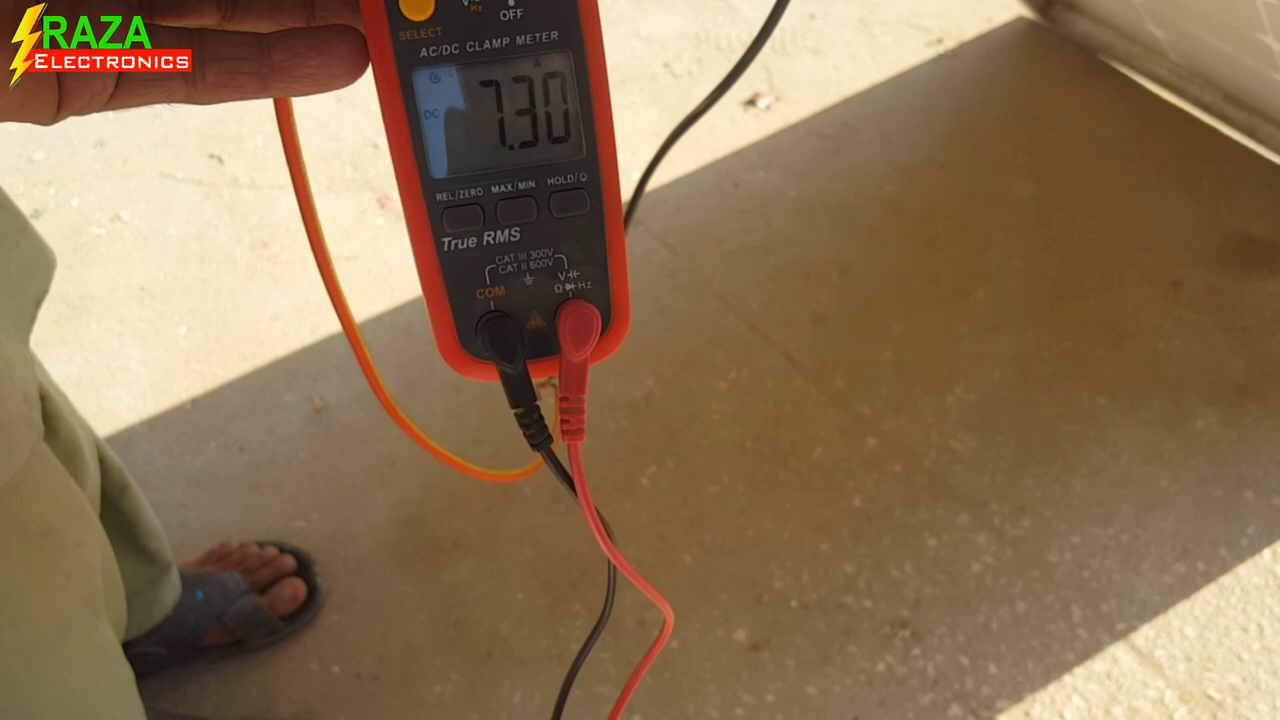 RAZA
ELECTRONICS
V
Hz
OFF
SELECT
AC/DC CLAMP METER
A
DC
7.30
REL/ZERO MAX/MIN HOLD/
True RMS
CAT III 300V
CAT II 600V
COM
V
Ω Hz